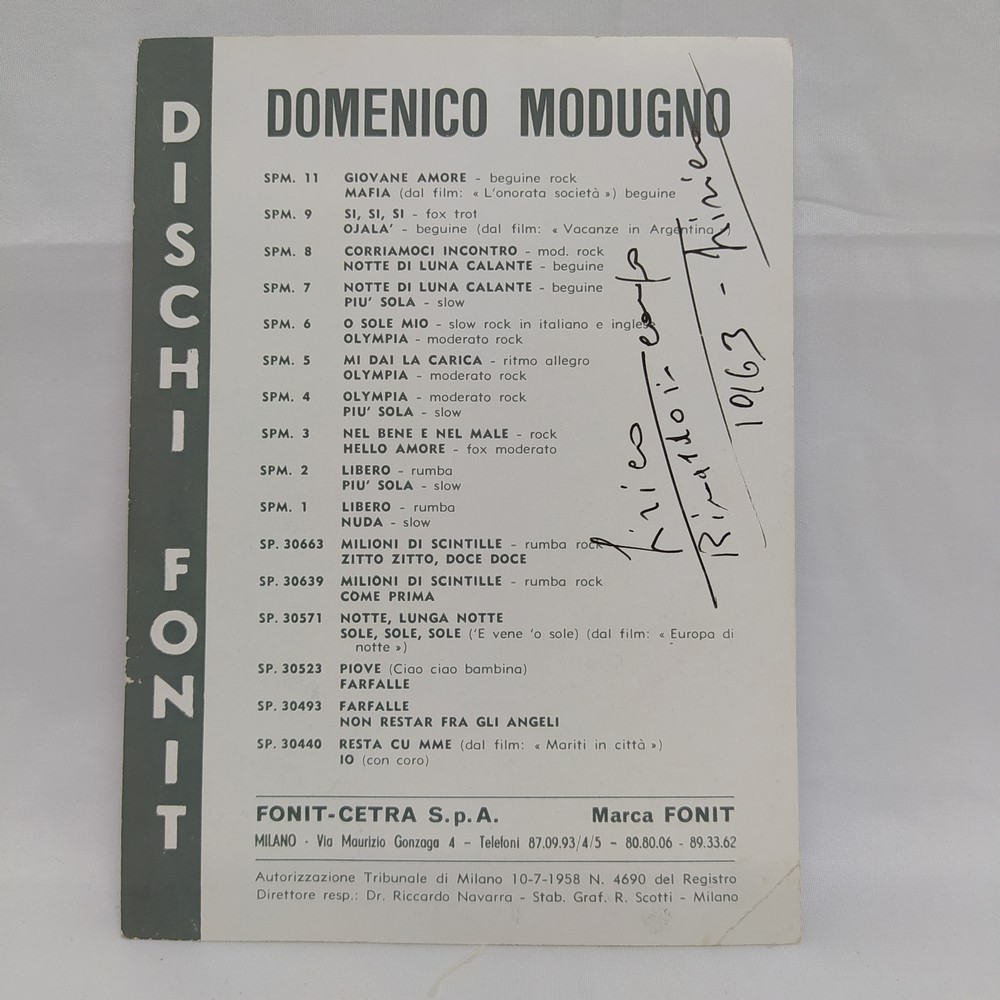 DISCHI FONIT
DOMENICO MODUGNO
SPM. 11 GIOVANE AMORE - beguine rock
MAFIA (dal film: « L'onorata società ») beguine
SPM. 9 SI, SI, SI - fox trot
OJALA' - beguine (dal film: « Vacanze in Argentina »)
SPM. 8 CORRIAMOCI INCONTRO - mod. rock
NOTTE DI LUNA CALANTE - beguine
SPM. 7 NOTTE DI LUNA CALANTE - beguine
PIU' SOLA - slow
SPM. 6 O SOLE MIO - slow rock in italiano e inglese
OLYMPIA - moderato rock
SPM. 5 MI DAI LA CARICA - ritmo allegro
OLYMPIA - moderato rock
SPM. 4 OLYMPIA - moderato rock
PIU' SOLA - slow
SPM. 3 NEL BENE E NEL MALE - rock
HELLO AMORE - fox moderato
SPM. 2 LIBERO - rumba
PIU' SOLA - slow
SPM. 1 LIBERO - rumba
NUDA - slow
SP. 30663 MILIONI DI SCINTILLE - rumba rock
ZITTO ZITTO, DOCE DOCE
SP. 30639 MILIONI DI SCINTILLE - rumba rock
COME PRIMA
SP. 30571 NOTTE, LUNGA NOTTE
SOLE, SOLE, SOLE ('E vene 'o sole) (dal film: « Europa di
notte »)
SP. 30523 PIOVE (Ciao ciao bambina)
FARFALLE
SP. 30493 FARFALLE
NON RESTAR FRA GLI ANGELI
SP. 30440 RESTA CU MME (dal film: « Mariti in città »)
IO (con coro)
FONIT-CETRA S.p.A. Marca FONIT
MILANO - Via Maurizio Gonzaga 4 - Telefoni 87.09.93/4/5 - 80.80.06 - 89.33.62
Autorizzazione Tribunale di Milano 10-7-1958 N. 4690 del Registro
Direttore resp.: Dr. Riccardo Navarra - Stab. Graf. R. Scotti - Milano
1963 -